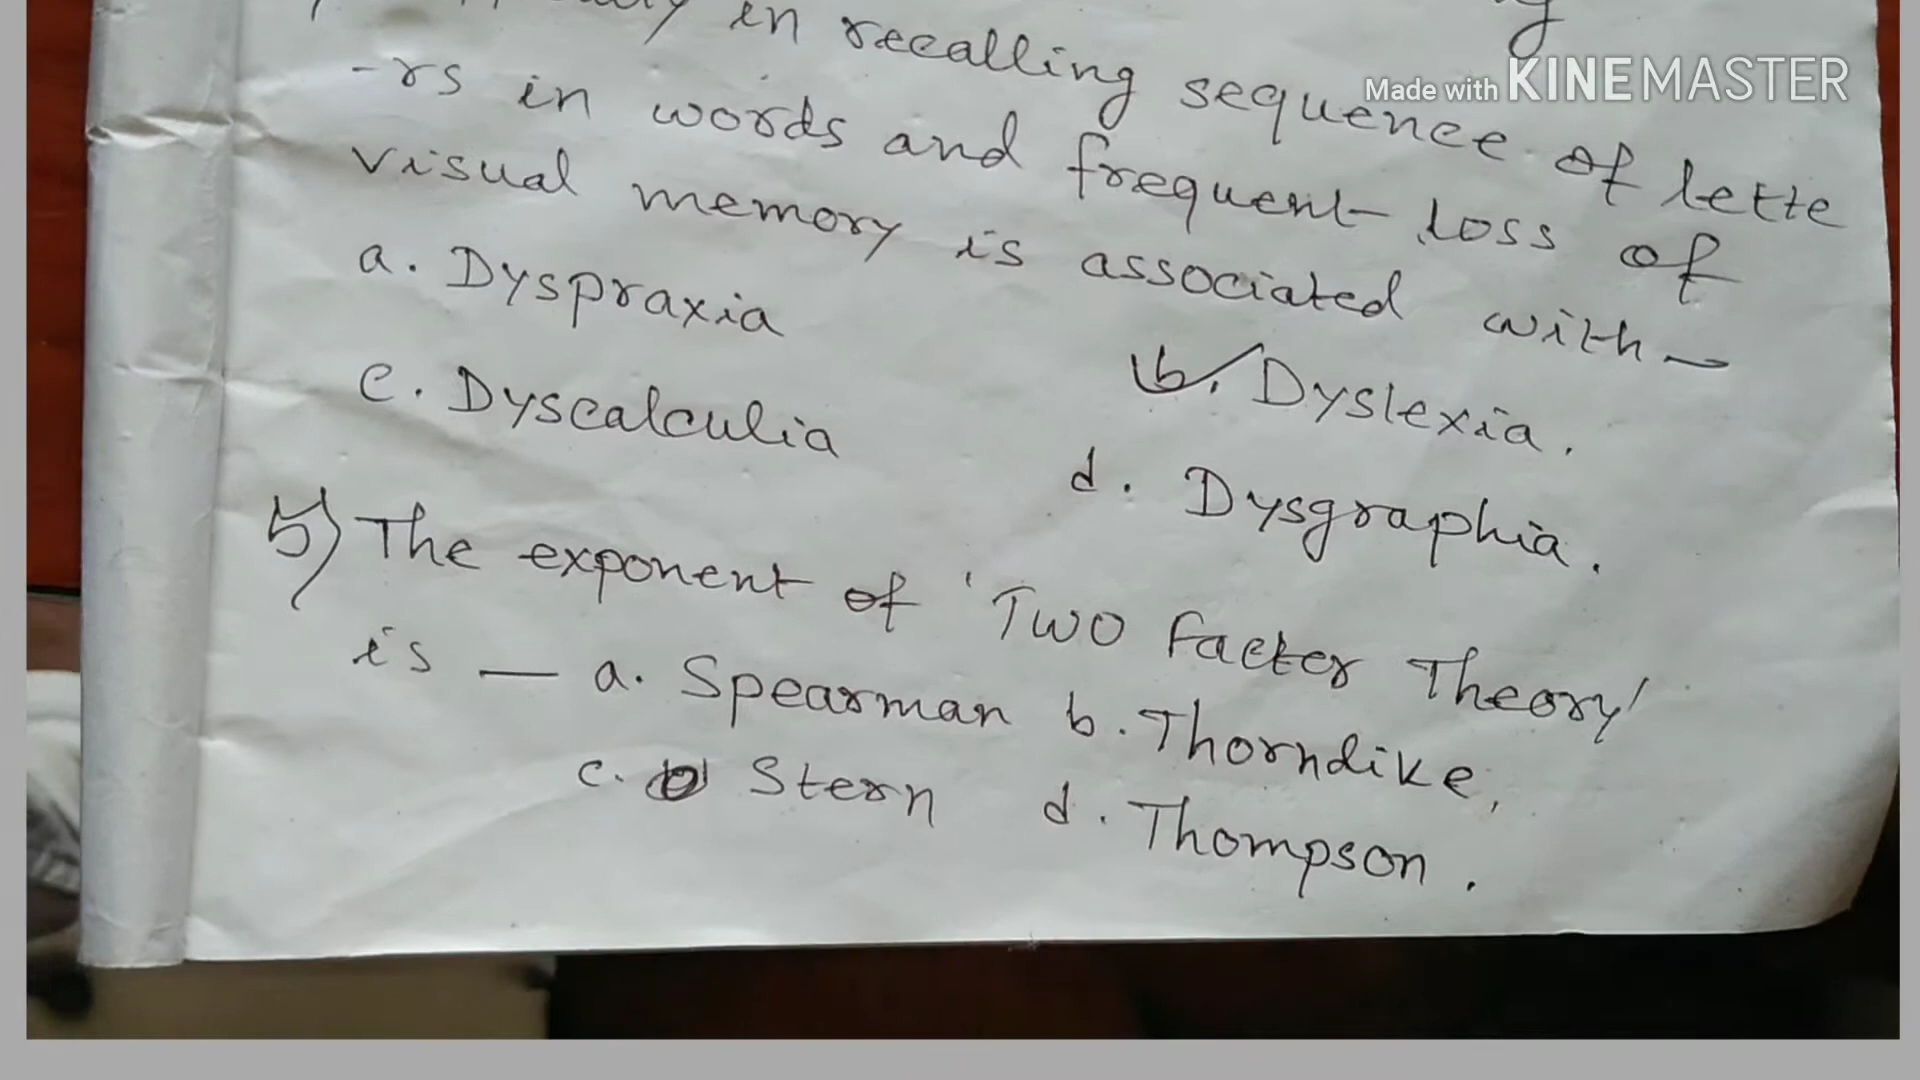 in recalling sequence of lette
-rs in words and frequent loss of
visual memory is associated with —
a. Dyspraxia
b. Dyslexia.
c. Dyscalculia
d. Dysgraphia.
5) The exponent of 'Two Factor Theory'
is — a. Spearman b. Thorndike,
c. Stern d. Thompson.
Made with KINEMASTER